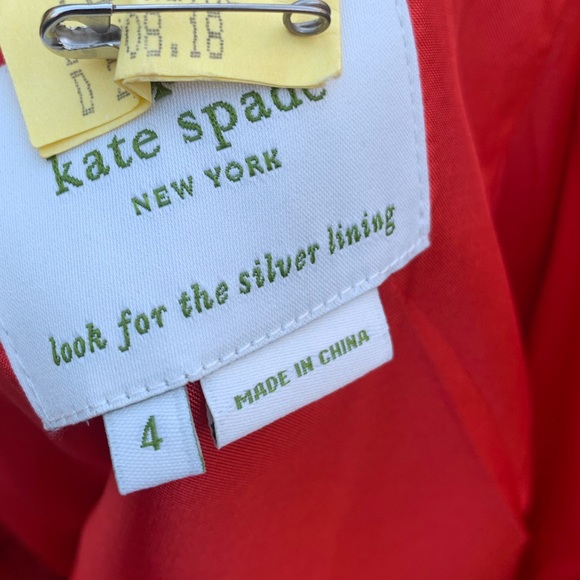 08.18
D
kate spade
NEW YORK
look for the silver lining
MADE IN CHINA
4